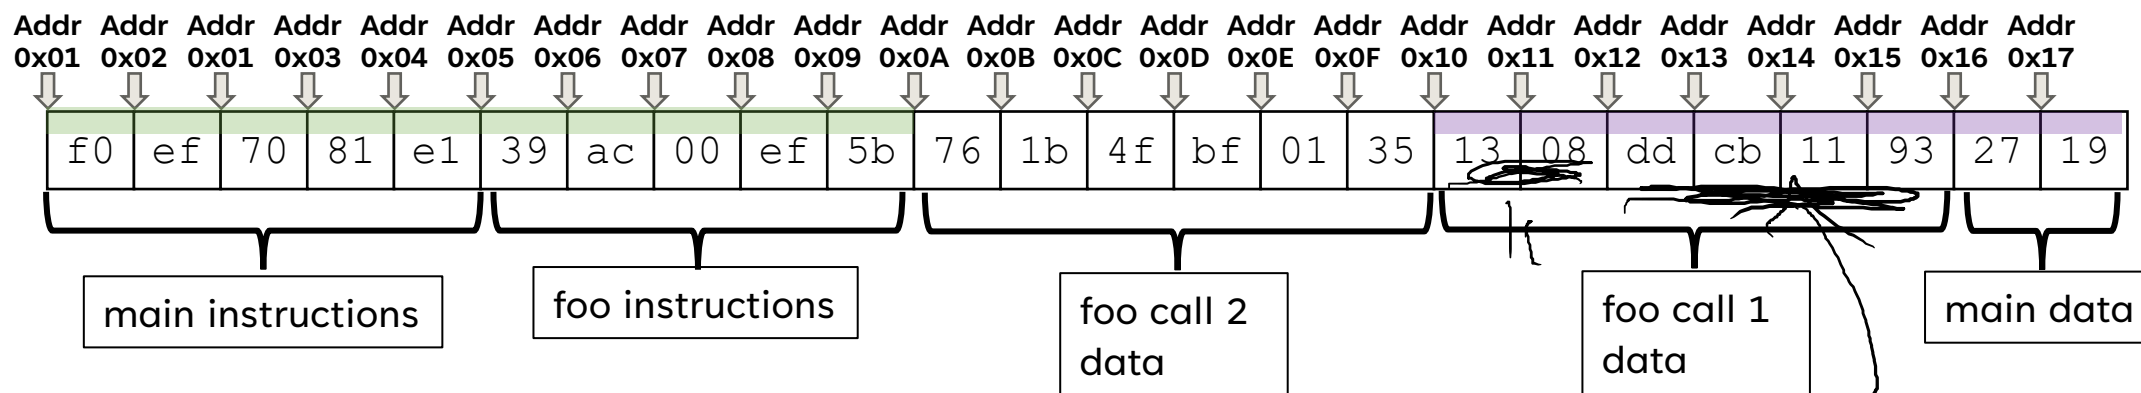 Addr Addr Addr Addr Addr Addr Addr Addr Addr Addr Addr Addr Addr Addr Addr Addr Addr Addr Addr Addr Addr Addr Addr Addr
0x01 0x02 0x01 0x03 0x04 0x05 0x06 0x07 0x08 0x09 0x0A 0x0B 0x0C 0x0D 0x0E 0x0F 0x10 0x11 0x12 0x13 0x14 0x15 0x16 0x17
f0 ef 70 81 e1 39 ac 00 ef 5b 76 1b 4f bf 01 35 13 08 dd cb 11 93 27 19
main instructions
foo instructions
foo call 2
data
foo call 1
data
main data